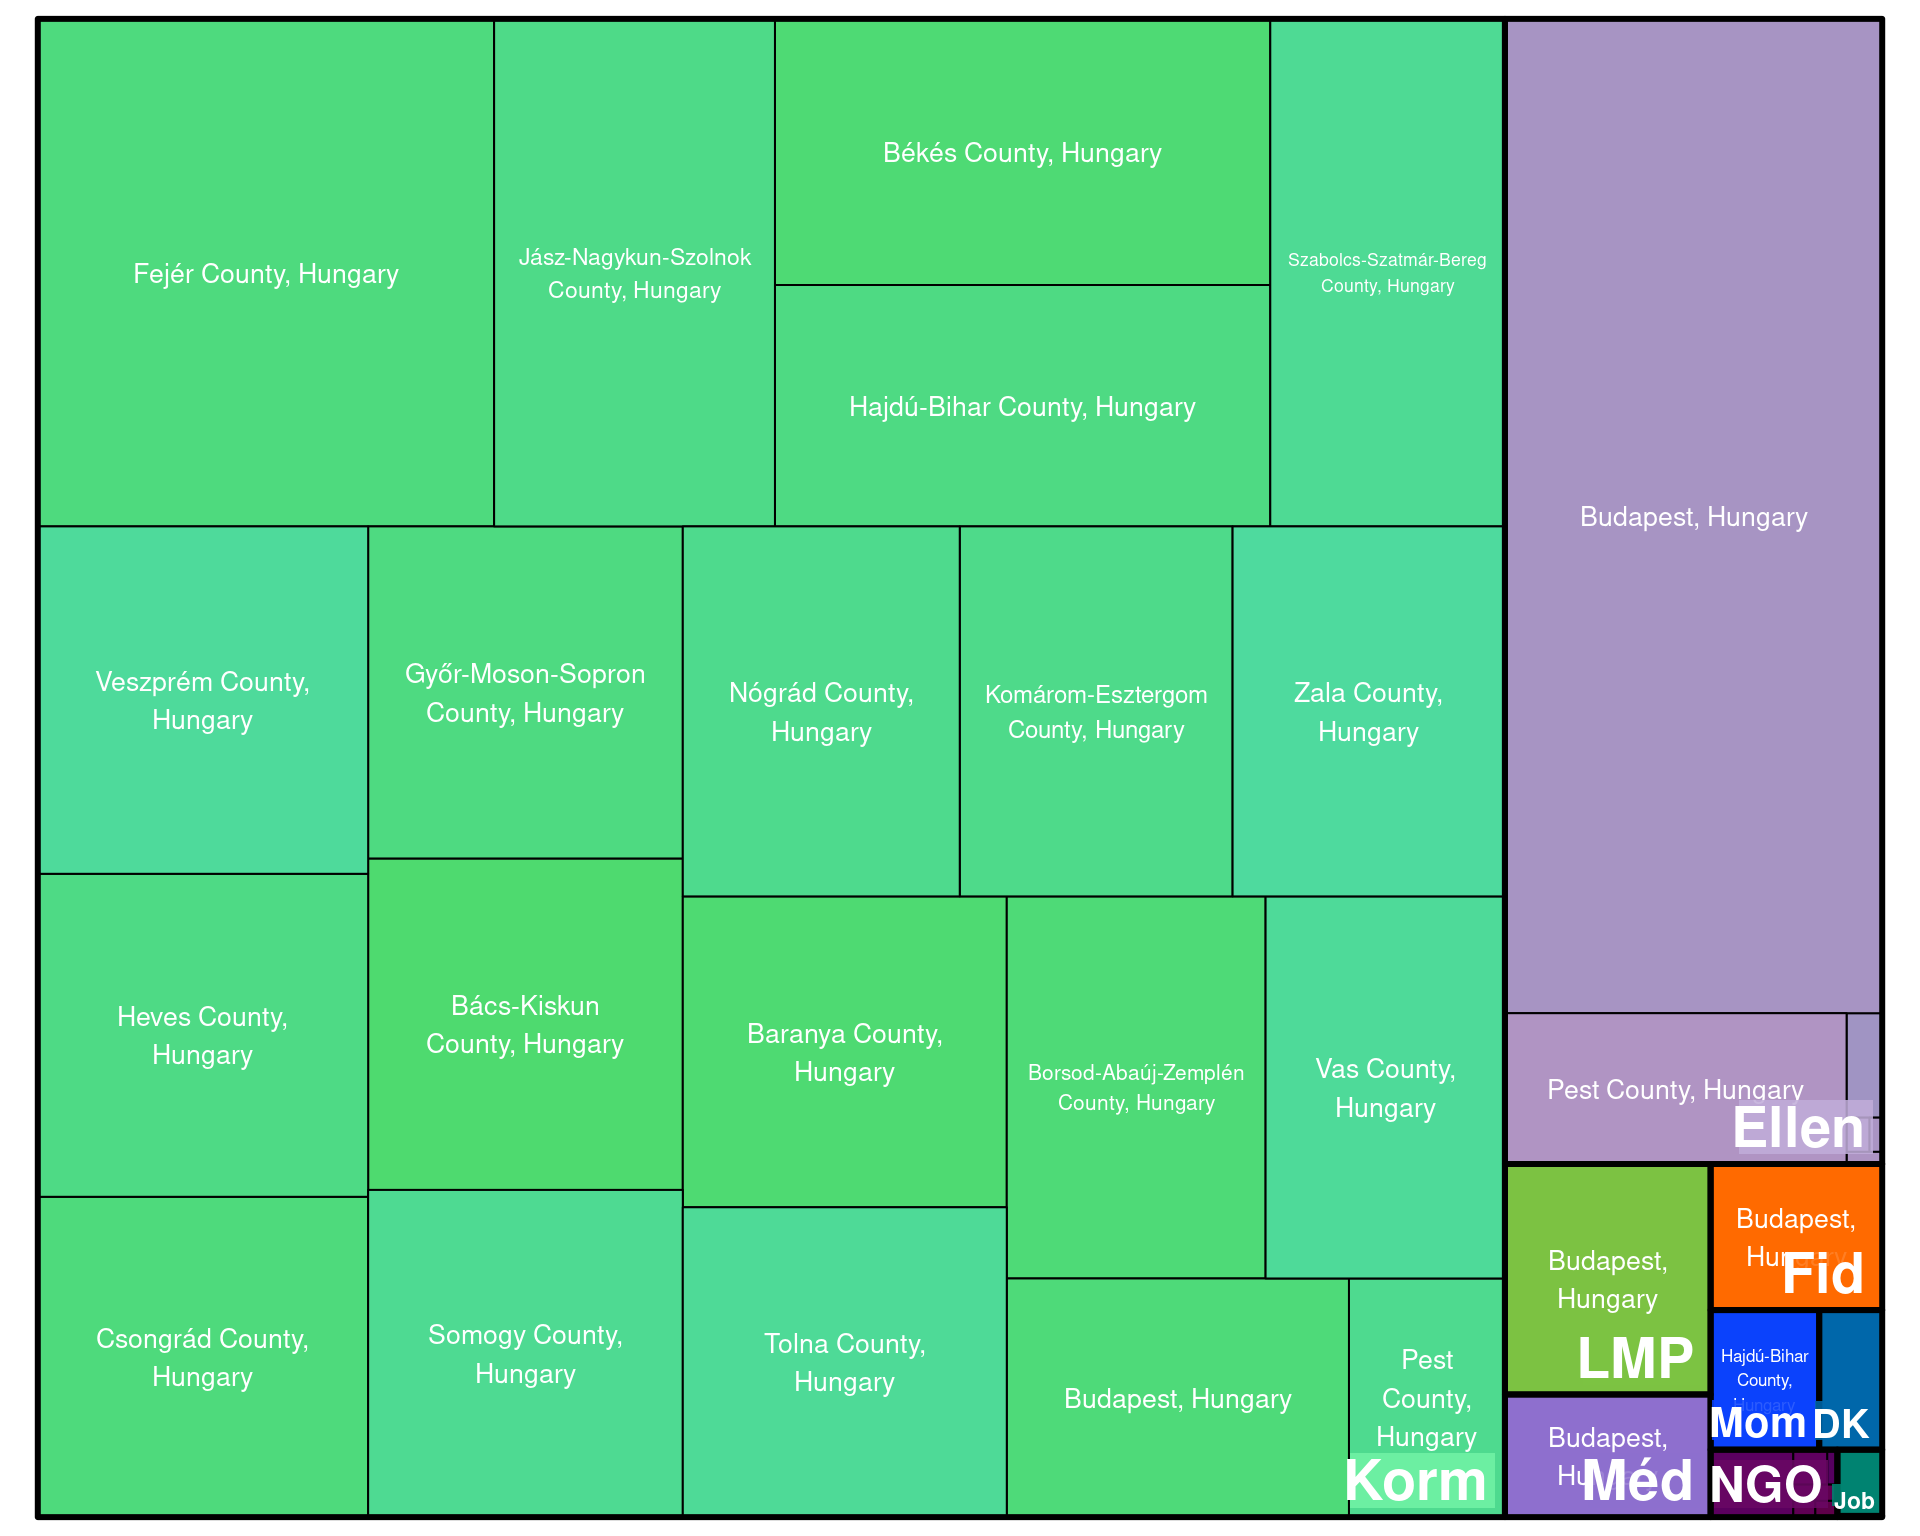 Fejér County, Hungary
Jász-Nagykun-Szolnok
County, Hungary
Békés County, Hungary
Hajdú-Bihar County, Hungary
Szabolcs-Szatmár-Bereg
County, Hungary
Veszprém County,
Hungary
Győr-Moson-Sopron
County, Hungary
Nógrád County,
Hungary
Komárom-Esztergom
County, Hungary
Zala County,
Hungary
Heves County,
Hungary
Bács-Kiskun
County, Hungary
Baranya County,
Hungary
Borsod-Abaúj-Zemplén
County, Hungary
Vas County,
Hungary
Csongrád County,
Hungary
Somogy County,
Hungary
Tolna County,
Hungary
Budapest, Hungary
Pest
County,
Hungary
Korm
Budapest, Hungary
Pest County, Hungary
Ellen
Budapest,
Hungary
LMP
Budapest,
Hungary
Fid
Hajdú-Bihar
County,
Hungary
Mom
DK
Budapest,
Méd
NGO
Job